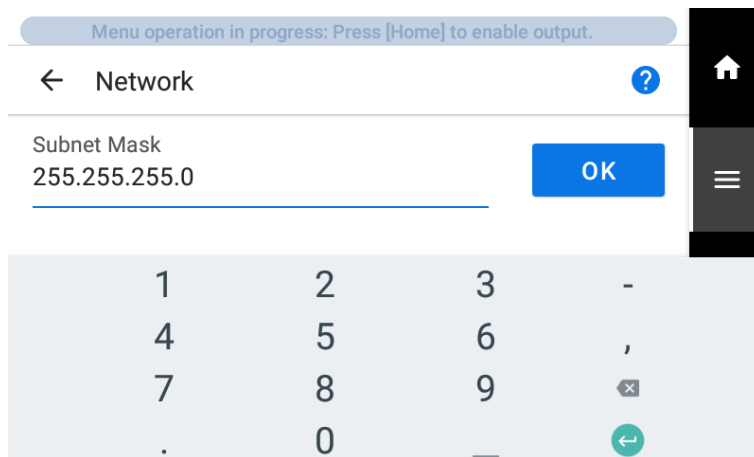 Menu operation in progress: Press [Home] to enable output.
Network
?
Subnet Mask
255.255.255.0
OK
1 2 3 -
4 5 6 ,
7 8 9
. 0 _